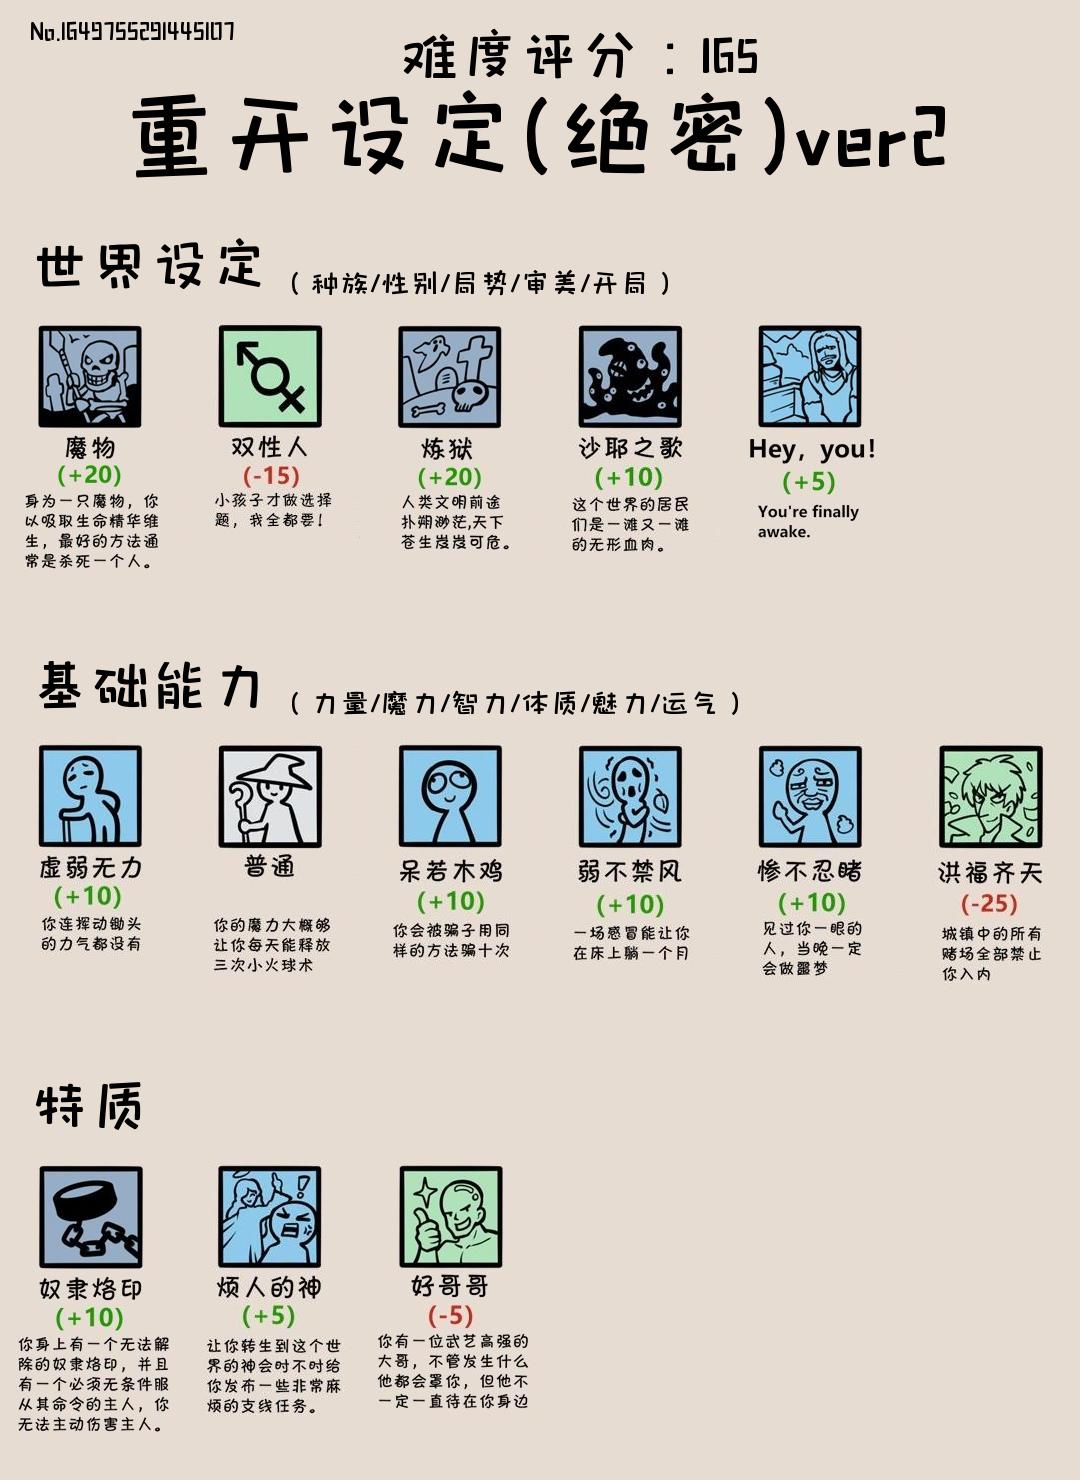 No.1649755291445107
难度评分：165
重开设定(绝密)ver2
世界设定 （种族/性别/局势/审美/开局）
魔物
(+20)
身为一只魔物，你
以吸取生命精华维
生，最好的方法通
常是杀死一个人。
双性人
(-15)
小孩子才做选择
题，我全都要！
炼狱
(+20)
人类文明前途
扑朔渺茫,天下
苍生岌岌可危。
沙耶之歌
(+10)
这个世界的居民
们是一滩又一滩
的无形血肉。
Hey, you!
(+5)
You're finally
awake.
基础能力 （力量/魔力/智力/体质/魅力/运气）
虚弱无力
(+10)
你连挥动锄头
的力气都没有
普通
你的魔力大概够
让你每天能释放
三次小火球术
呆若木鸡
(+10)
你会被骗子用同
样的方法骗十次
弱不禁风
(+10)
一场感冒能让你
在床上躺一个月
惨不忍睹
(+10)
见过你一眼的
人，当晚一定
会做噩梦
洪福齐天
(-25)
城镇中的所有
赌场全部禁止
你入内
特质
奴隶烙印
(+10)
你身上有一个无法解
除的奴隶烙印，并且
有一个必须无条件服
从其命令的主人，你
无法主动伤害主人。
烦人的神
(+5)
让你转生到这个世
界的神会时不时给
你发布一些非常麻
烦的支线任务。
好哥哥
(-5)
你有一位武艺高强的
大哥，不管发生什么
他都会罩你，但他不
一定一直待在你身边